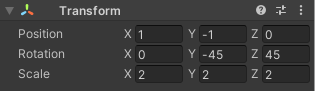 Transform
Position X 1 Y -1 Z 0
Rotation X 0 Y -45 Z 45
Scale X 2 Y 2 Z 2